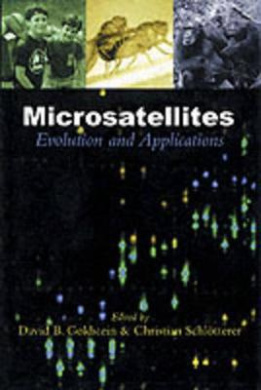 Microsatellites
Evolution and Applications
Edited by
David B. Goldstein & Christian Schlötterer